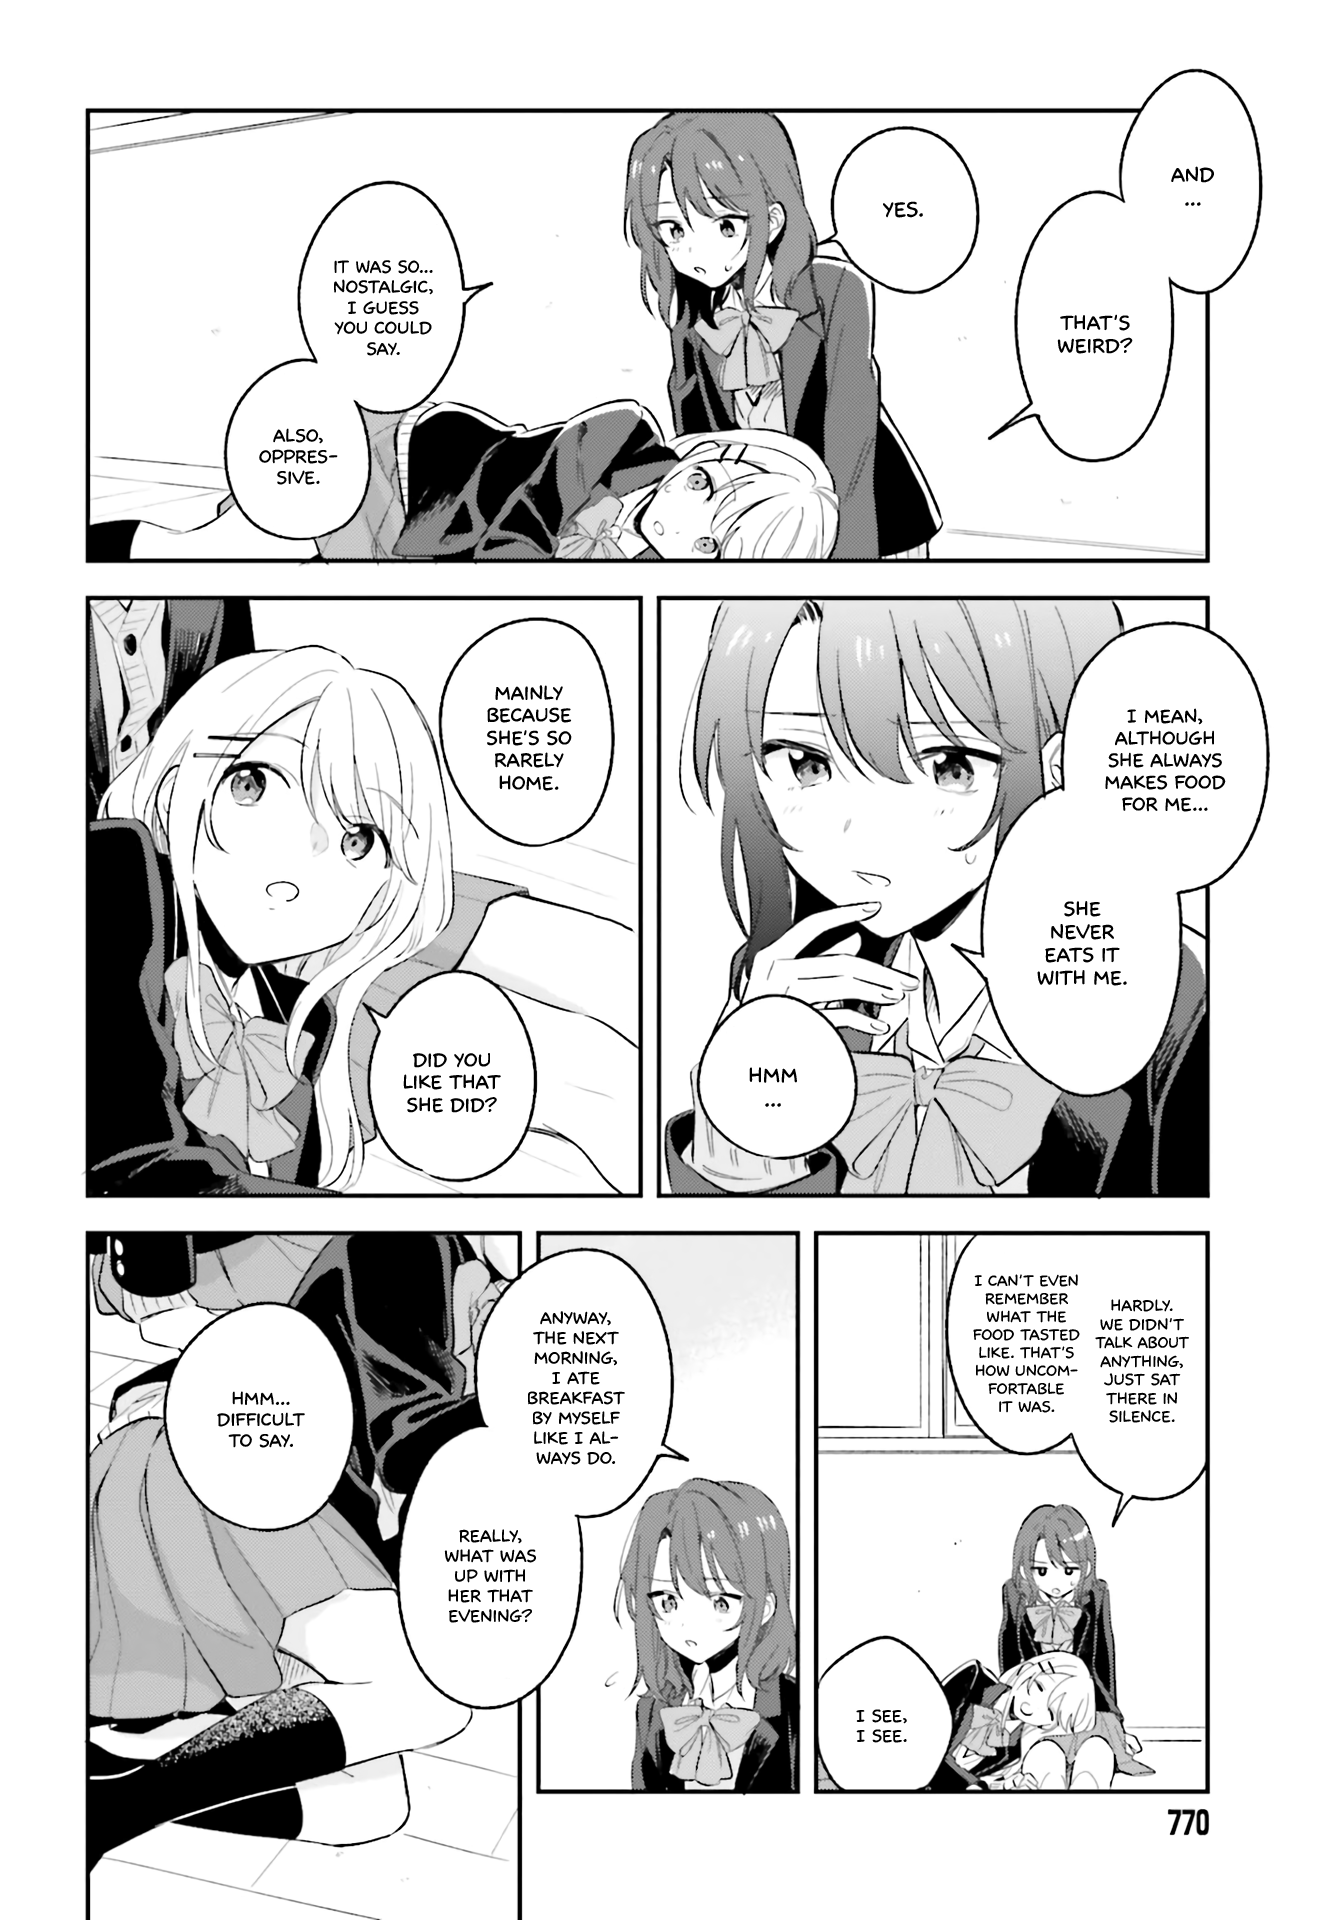 AND
...
THAT'S
WEIRD?
YES.
IT WAS SO...
NOSTALGIC,
I GUESS
YOU COULD
SAY.
ALSO,
OPPRES-
SIVE.
I MEAN,
ALTHOUGH
SHE ALWAYS
MAKES FOOD
FOR ME...
SHE
NEVER
EATS IT
WITH ME.
HMM
...
MAINLY
BECAUSE
SHE'S SO
RARELY
HOME.
DID YOU
LIKE THAT
SHE DID?
HARDLY.
WE DIDN'T
TALK ABOUT
ANYTHING,
JUST SAT
THERE IN
SILENCE.
I CAN'T EVEN
REMEMBER
WHAT THE
FOOD TASTED
LIKE. THAT'S
HOW UNCOM-
FORTABLE
IT WAS.
I SEE,
I SEE.
ANYWAY,
THE NEXT
MORNING,
I ATE
BREAKFAST
BY MYSELF
LIKE I AL-
WAYS DO.
REALLY,
WHAT WAS
UP WITH
HER THAT
EVENING?
HMM...
DIFFICULT
TO SAY.
770